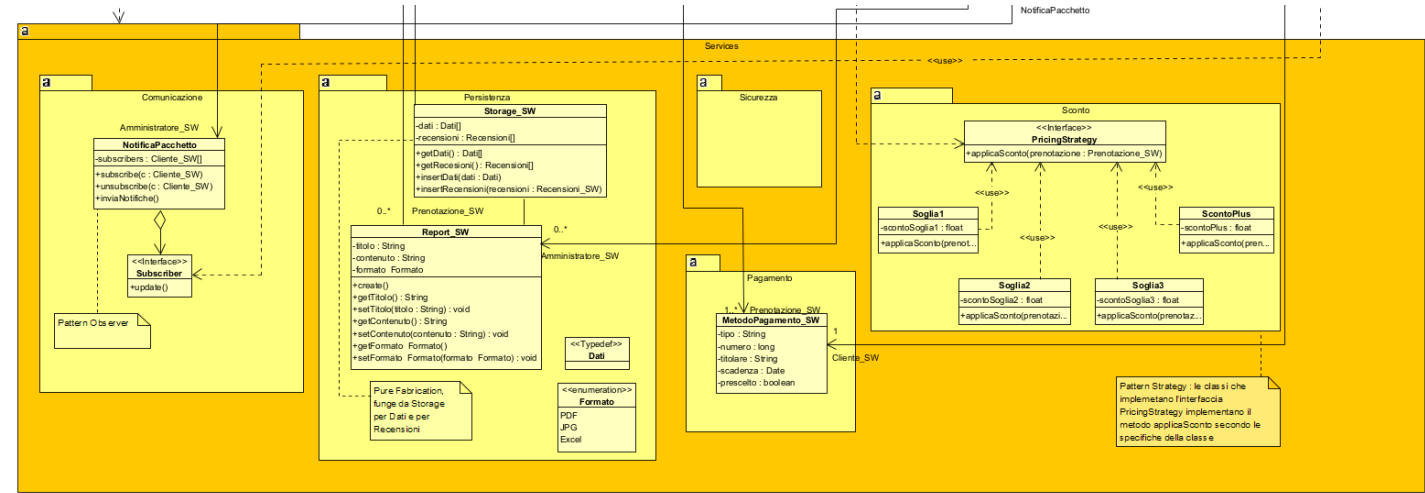 NotificaPacchetto
a
Services
<<use>>
a
Comunicazione
Amministratore_SW
NotificaPacchetto
-subscribers : Cliente_SW[]
+subscribe(c : Cliente_SW)
+unsubscribe(c : Cliente_SW)
+inviaNotifiche()
<<Interface>>
Subscriber
+update()
Pattern Observer
a
Persistenza
Storage_SW
-dati : Dati[]
-recensioni : Recensioni[]
+getDati() : Dati[]
+getRecesioni() : Recensioni[]
+insertDati(dati : Dati)
+insertRecensioni(recensioni : Recensioni_SW)
0..*
Prenotazione_SW
0..*
Amministratore_SW
Report_SW
-titolo : String
-contenuto : String
-formato Formato
+create()
+getTitolo() : String
+setTitolo(titolo : String) : void
+getContenuto() : String
+setContenuto(contenuto : String) : void
+getFormato Formato()
+setFormato Formato(formato Formato) : void
<<Typedef>>
Dati
Pure Fabrication,
funge da Storage
per Dati e per
Recensioni
<<enumeration>>
Formato
PDF
JPG
Excel
a
Sicurezza
a
Pagamento
1..*
Prenotazione_SW
MetodoPagamento_SW
-tipo : String
-numero : long
-titolare : String
-scadenza : Date
-prescelto : boolean
1
Cliente_SW
a
Sconto
<<Interface>>
PricingStrategy
+applicaSconto(prenotazione : Prenotazione_SW)
<<use>>
<<use>>
<<use>>
<<use>>
Soglia1
-scontoSoglia1 : float
+applicaSconto(prenot...
ScontoPlus
-scontoPlus : float
+applicaSconto(pren...
Soglia2
-scontoSoglia2 : float
+applicaSconto(prenotazi...
Soglia3
-scontoSoglia3 : float
+applicaSconto(prenotaz...
Pattern Strategy : le classi che
implemetano l'interfaccia
PricingStrategy implementano il
metodo applicaSconto secondo le
specifiche della classe